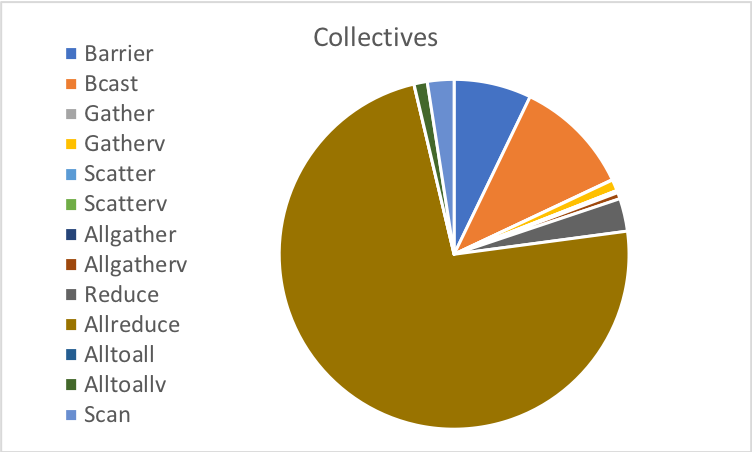 Collectives
Barrier
Bcast
Gather
Gatherv
Scatter
Scatterv
Allgather
Allgatherv
Reduce
Allreduce
Alltoall
Alltoallv
Scan